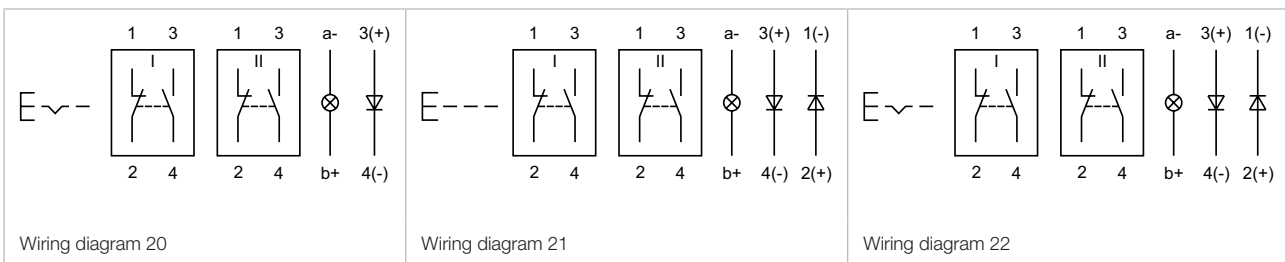 1 3 1 3 a- 3(+)
I II
2 4 2 4 b+ 4(-)
Wiring diagram 20
1 3 1 3 a- 3(+) 1(-)
I II
2 4 2 4 b+ 4(-) 2(+)
Wiring diagram 21
1 3 1 3 a- 3(+) 1(-)
I II
2 4 2 4 b+ 4(-) 2(+)
Wiring diagram 22